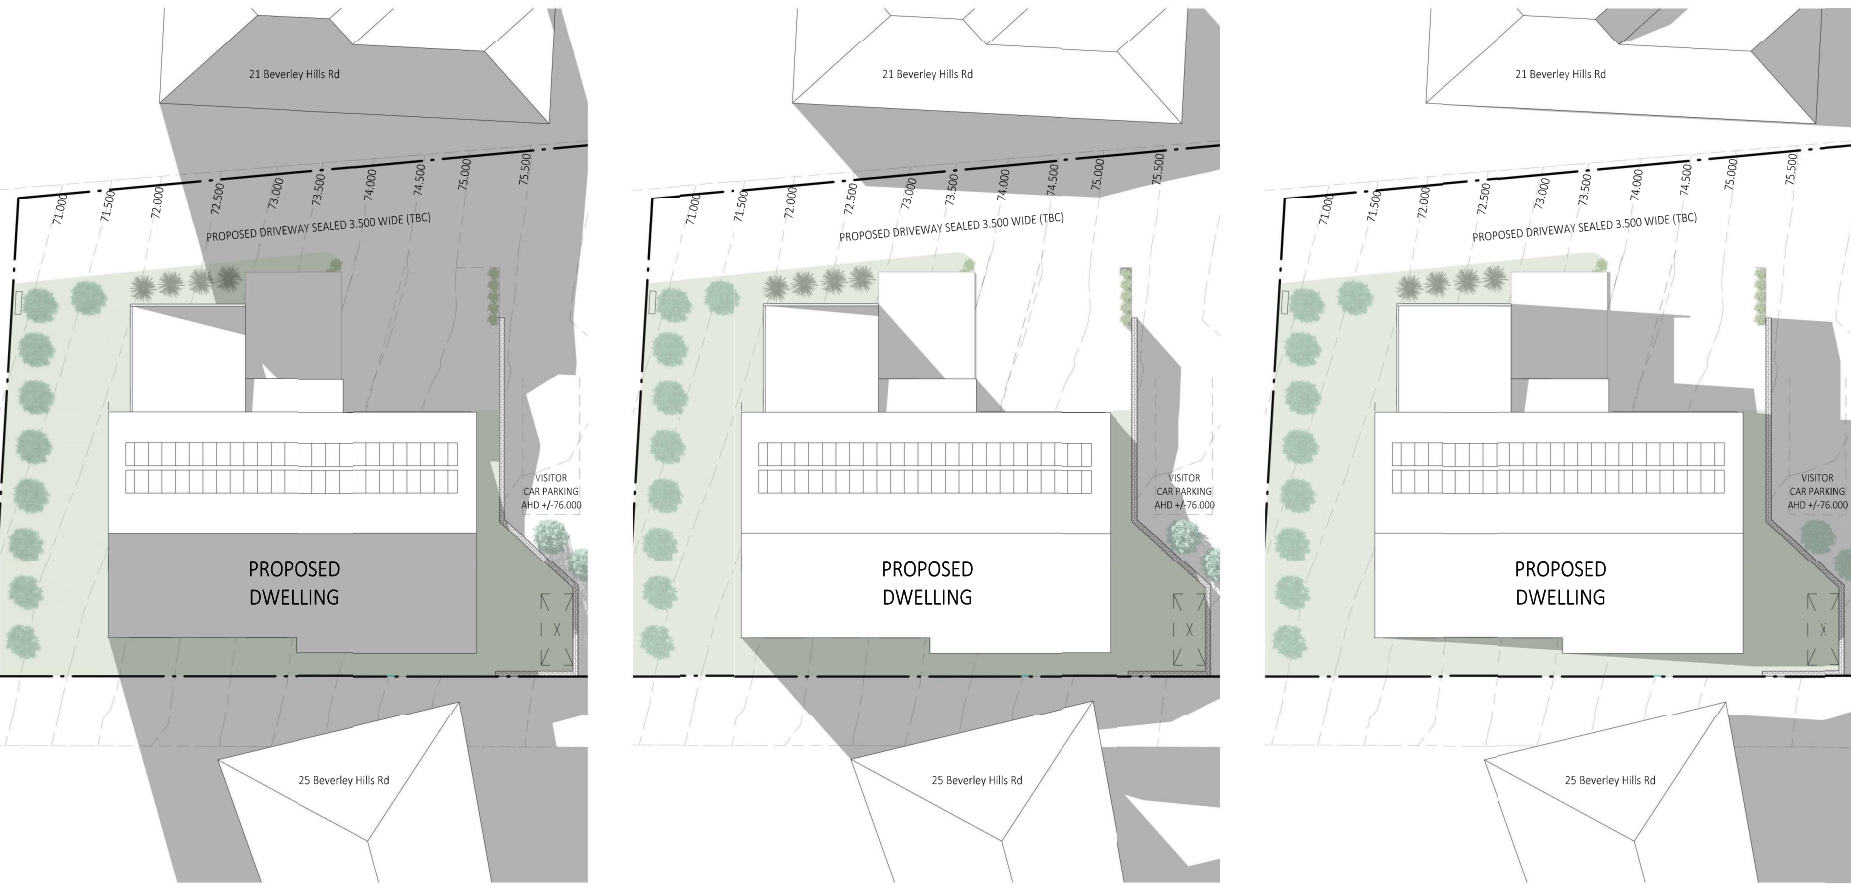 21 Beverley Hills Rd
71.000
71.500
72.000
72.500
73.000
73.500
74.000
74.500
75.000
75.500
PROPOSED DRIVEWAY SEALED 3.500 WIDE (TBC)
VISITOR
CAR PARKING
AHD +/-76.000
PROPOSED
DWELLING
X
25 Beverley Hills Rd
21 Beverley Hills Rd
71.000
71.500
72.000
72.500
73.000
73.500
74.000
74.500
75.000
75.500
PROPOSED DRIVEWAY SEALED 3.500 WIDE (TBC)
VISITOR
CAR PARKING
AHD +/-76.000
PROPOSED
DWELLING
X
25 Beverley Hills Rd
21 Beverley Hills Rd
71.000
71.500
72.000
72.500
73.000
73.500
74.000
74.500
75.000
75.500
PROPOSED DRIVEWAY SEALED 3.500 WIDE (TBC)
VISITOR
CAR PARKING
AHD +/-76.000
PROPOSED
DWELLING
X
25 Beverley Hills Rd